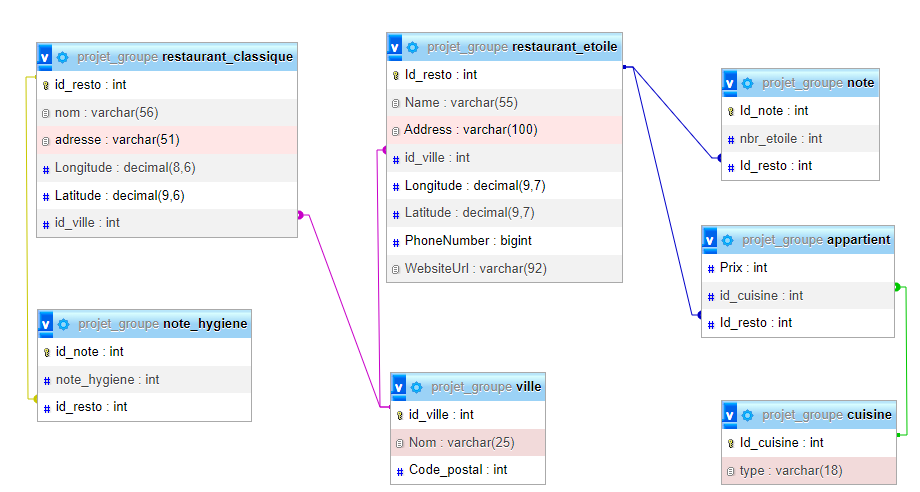 projet_groupe restaurant_classique
id_resto : int
nom : varchar(56)
adresse : varchar(51)
Longitude : decimal(8,6)
Latitude : decimal(9,6)
id_ville : int
projet_groupe restaurant_etoile
Id_resto : int
Name : varchar(55)
Address : varchar(100)
id_ville : int
Longitude : decimal(9,7)
Latitude : decimal(9,7)
PhoneNumber : bigint
WebsiteUrl : varchar(92)
projet_groupe note
Id_note : int
nbr_etoile : int
Id_resto : int
projet_groupe appartient
Prix : int
id_cuisine : int
Id_resto : int
projet_groupe note_hygiene
id_note : int
note_hygiene : int
id_resto : int
projet_groupe ville
id_ville : int
Nom : varchar(25)
Code_postal : int
projet_groupe cuisine
Id_cuisine : int
type : varchar(18)